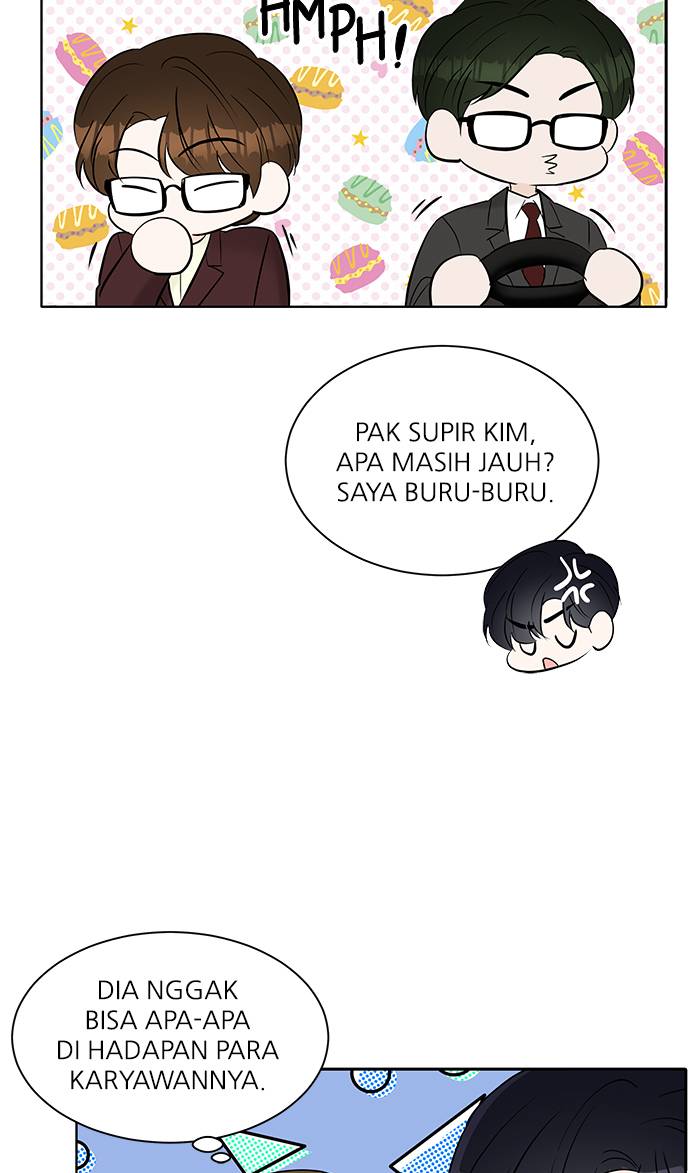 HMPH!
PAK SUPIR KIM,
APA MASIH JAUH?
SAYA BURU-BURU.
DIA NGGAK
BISA APA-APA
DI HADAPAN PARA
KARYAWANNYA.